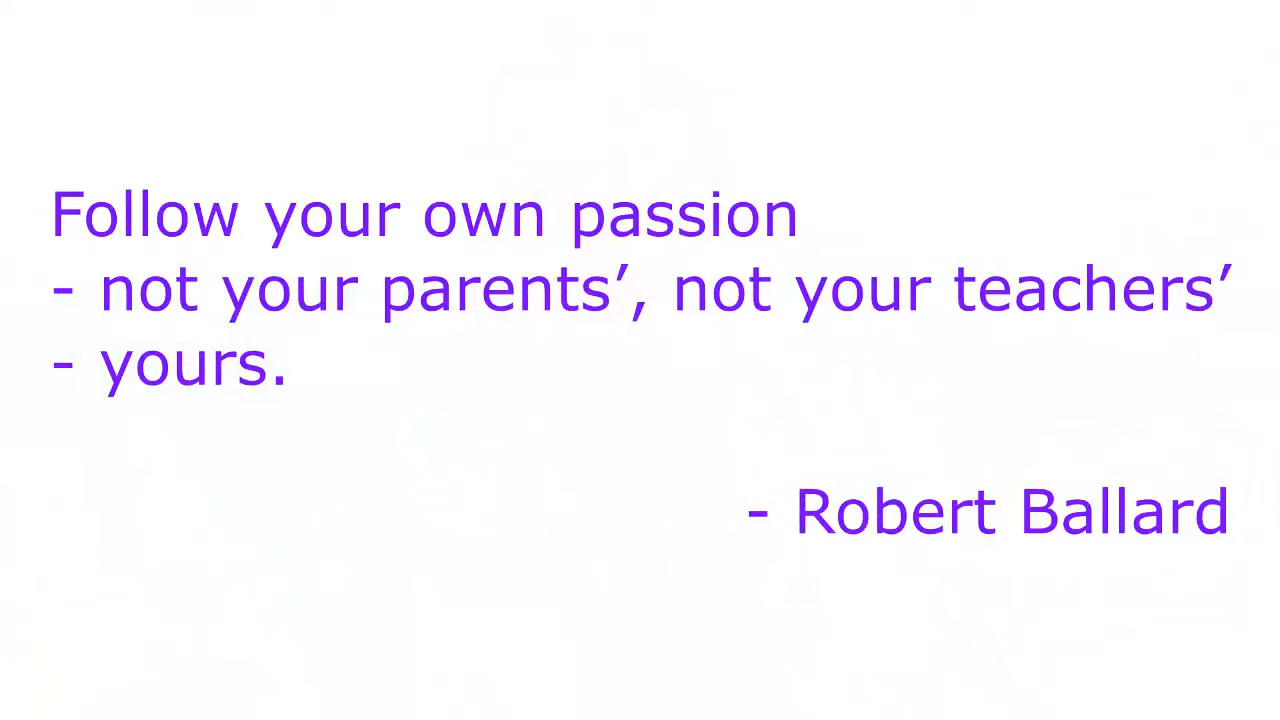 Follow your own passion
- not your parents’, not your teachers’
- yours.
- Robert Ballard